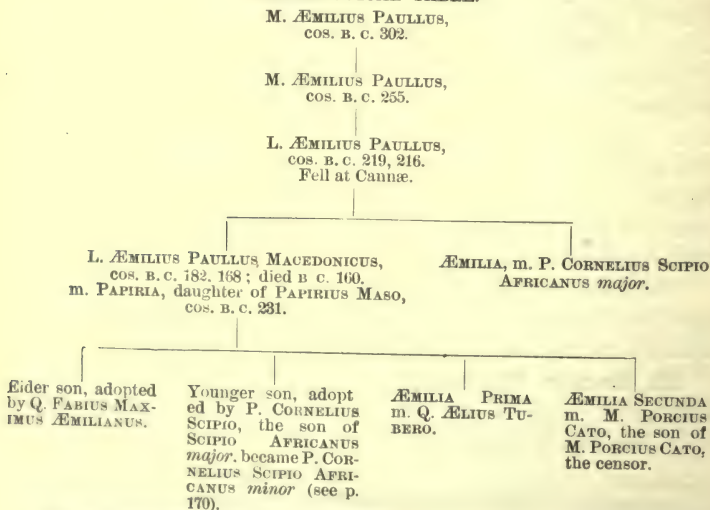 M. ÆMILIUS PAULLUS,
COS. B. C. 302.
M. ÆMILIUS PAULLUS,
COS. B. C. 255.
L. ÆMILIUS PAULLUS,
COS. B. C. 219, 216.
Fell at Cannæ.
L. ÆMILIUS PAULLUS, MACEDONICUS,
COS. B. C. 182. 168 ; died B C. 160.
m. PAPIRIA, daughter of PAPIRIUS MASO,
COS. B. C. 231.
ÆMILIA, m. P. CORNELIUS SCIPIO
AFRICANUS major.
Elder son, adopted
by Q. FABIUS MAX-
IMUS ÆMILIANUS.
Younger son, adopt
ed by P. CORNELIUS
SCIPIO, the son of
SCIPIO AFRICANUS
major. became P. COR-
NELIUS SCIPIO AFRI-
CANUS minor (see p.
170).
ÆMILIA PRIMA
m. Q. ÆLIUS TU-
BERO.
ÆMILIA SECUNDA
m. M. PORCIUS
CATO, the son of
M. PORCIUS CATO,
the censor.